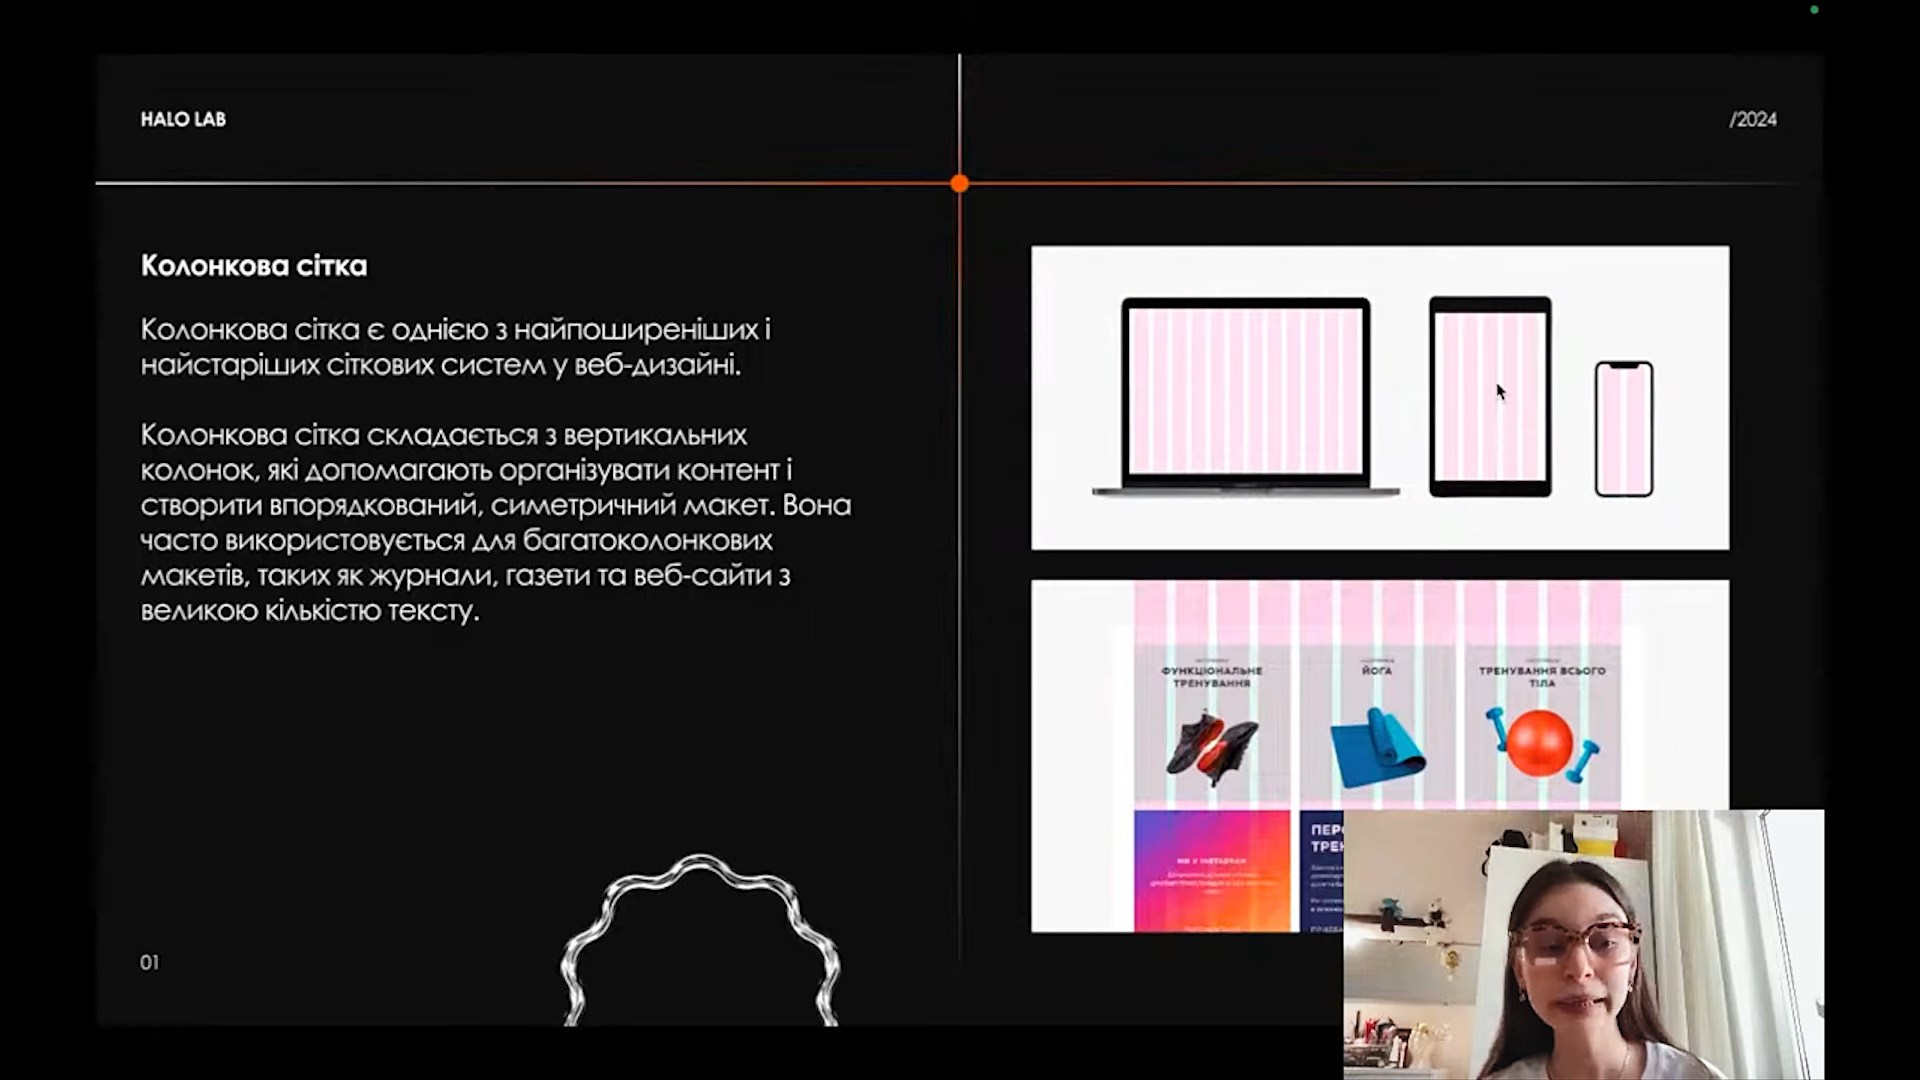 HALO LAB
/2024
Колонкова сітка
Колонкова сітка є однією з найпоширеніших і
найстаріших сіткових систем у веб-дизайні.
Колонкова сітка складається з вертикальних
колонок, які допомагають організувати контент і
створити впорядкований, симетричний макет. Вона
часто використовується для багатоколонкових
макетів, таких як журнали, газети та веб-сайти з
великою кількістю тексту.
ФУНКЦІОНАЛЬНЕ
ТРЕНУВАННЯ
ЙОГА
ТРЕНУВАННЯ ВСЬОГО
ТІЛА
МИ У INSTAGRAM
01